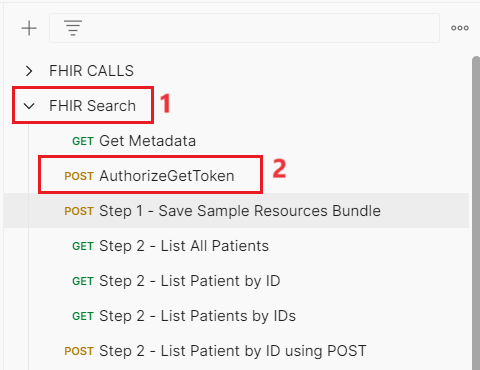 FHIR CALLS
FHIR Search 1
GET Get Metadata
POST AuthorizeGetToken 2
POST Step 1 - Save Sample Resources Bundle
GET Step 2 - List All Patients
GET Step 2 - List Patient by ID
GET Step 2 - List Patients by IDs
POST Step 2 - List Patient by ID using POST